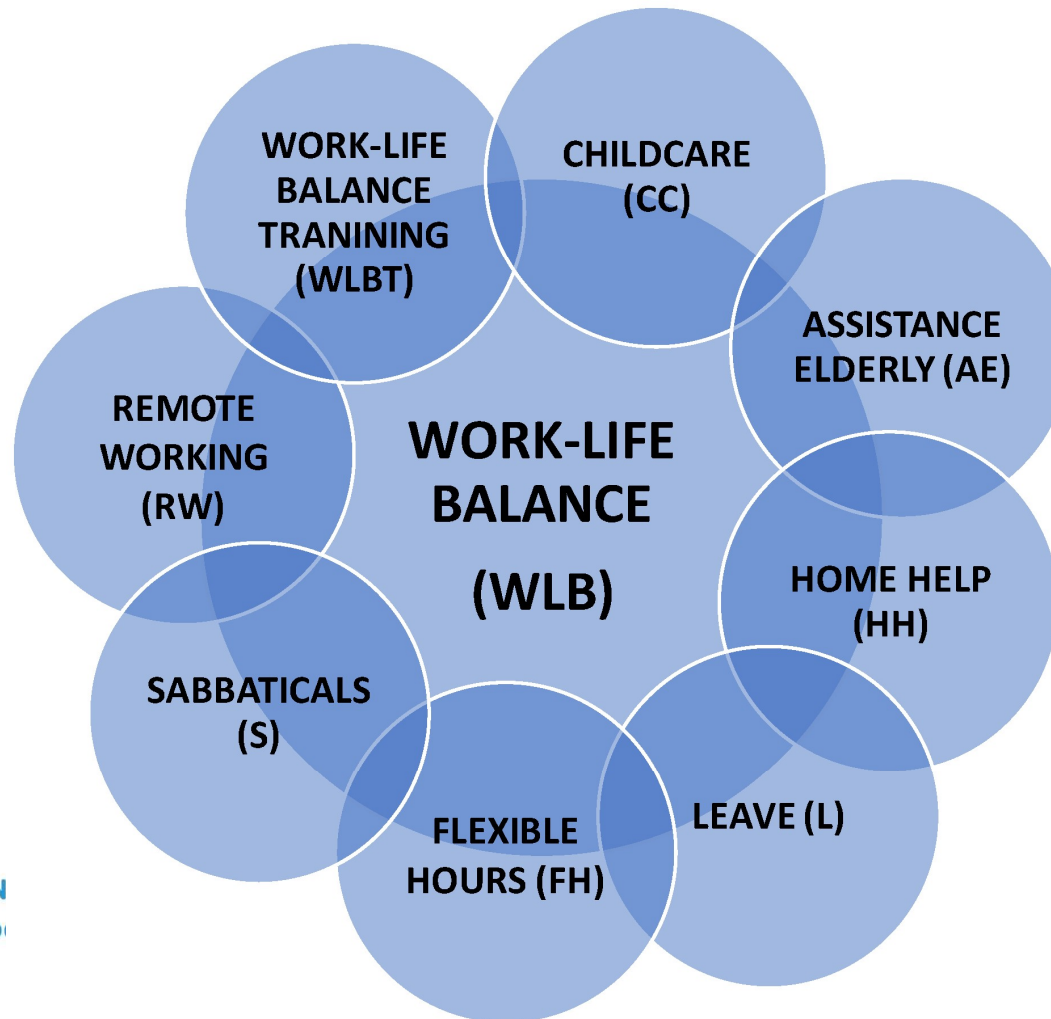 WORK-LIFE
BALANCE
TRANINING
(WLBT)
CHILDCARE
(CC)
ASSISTANCE
ELDERLY (AE)
REMOTE
WORKING
(RW)
WORK-LIFE
BALANCE
(WLB)
HOME HELP
(HH)
SABBATICALS
(S)
LEAVE (L)
FLEXIBLE
HOURS (FH)